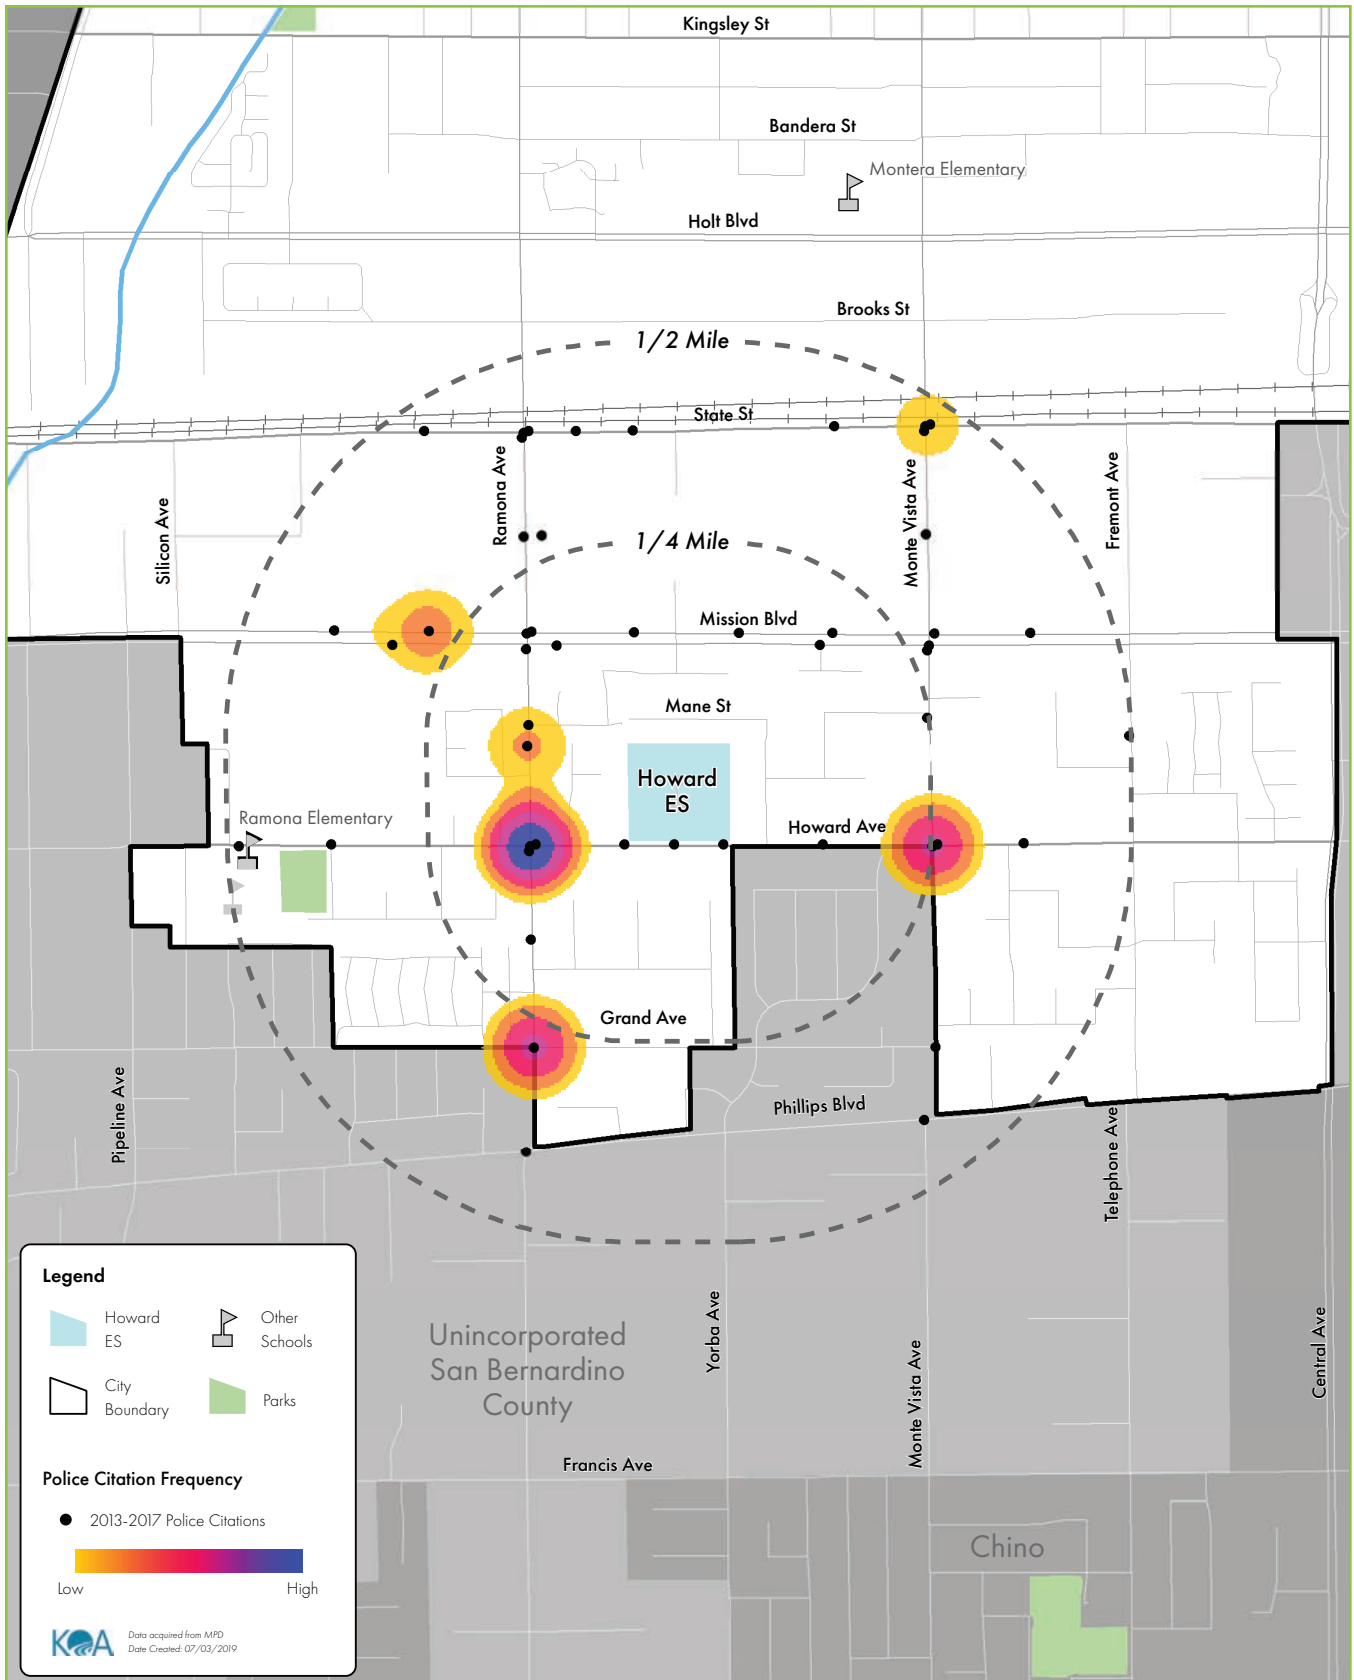 Kingsley St
Bandera St
Montera Elementary
Holt Blvd
Brooks St
1/2 Mile
State St
Ramona Ave
Monte Vista Ave
Fremont Ave
Silicon Ave
1/4 Mile
Mission Blvd
Mane St
Howard
ES
Ramona Elementary
Howard Ave
Grand Ave
Pipeline Ave
Phillips Blvd
Telephone Ave
Yorba Ave
Monte Vista Ave
Central Ave
Unincorporated
San Bernardino
County
Francis Ave
Chino
Legend
Howard
ES
Other
Schools
City
Boundary
Parks
Police Citation Frequency
2013-2017 Police Citations
Low
High
KOA
Data acquired from MPD
Date Created: 07/03/2019